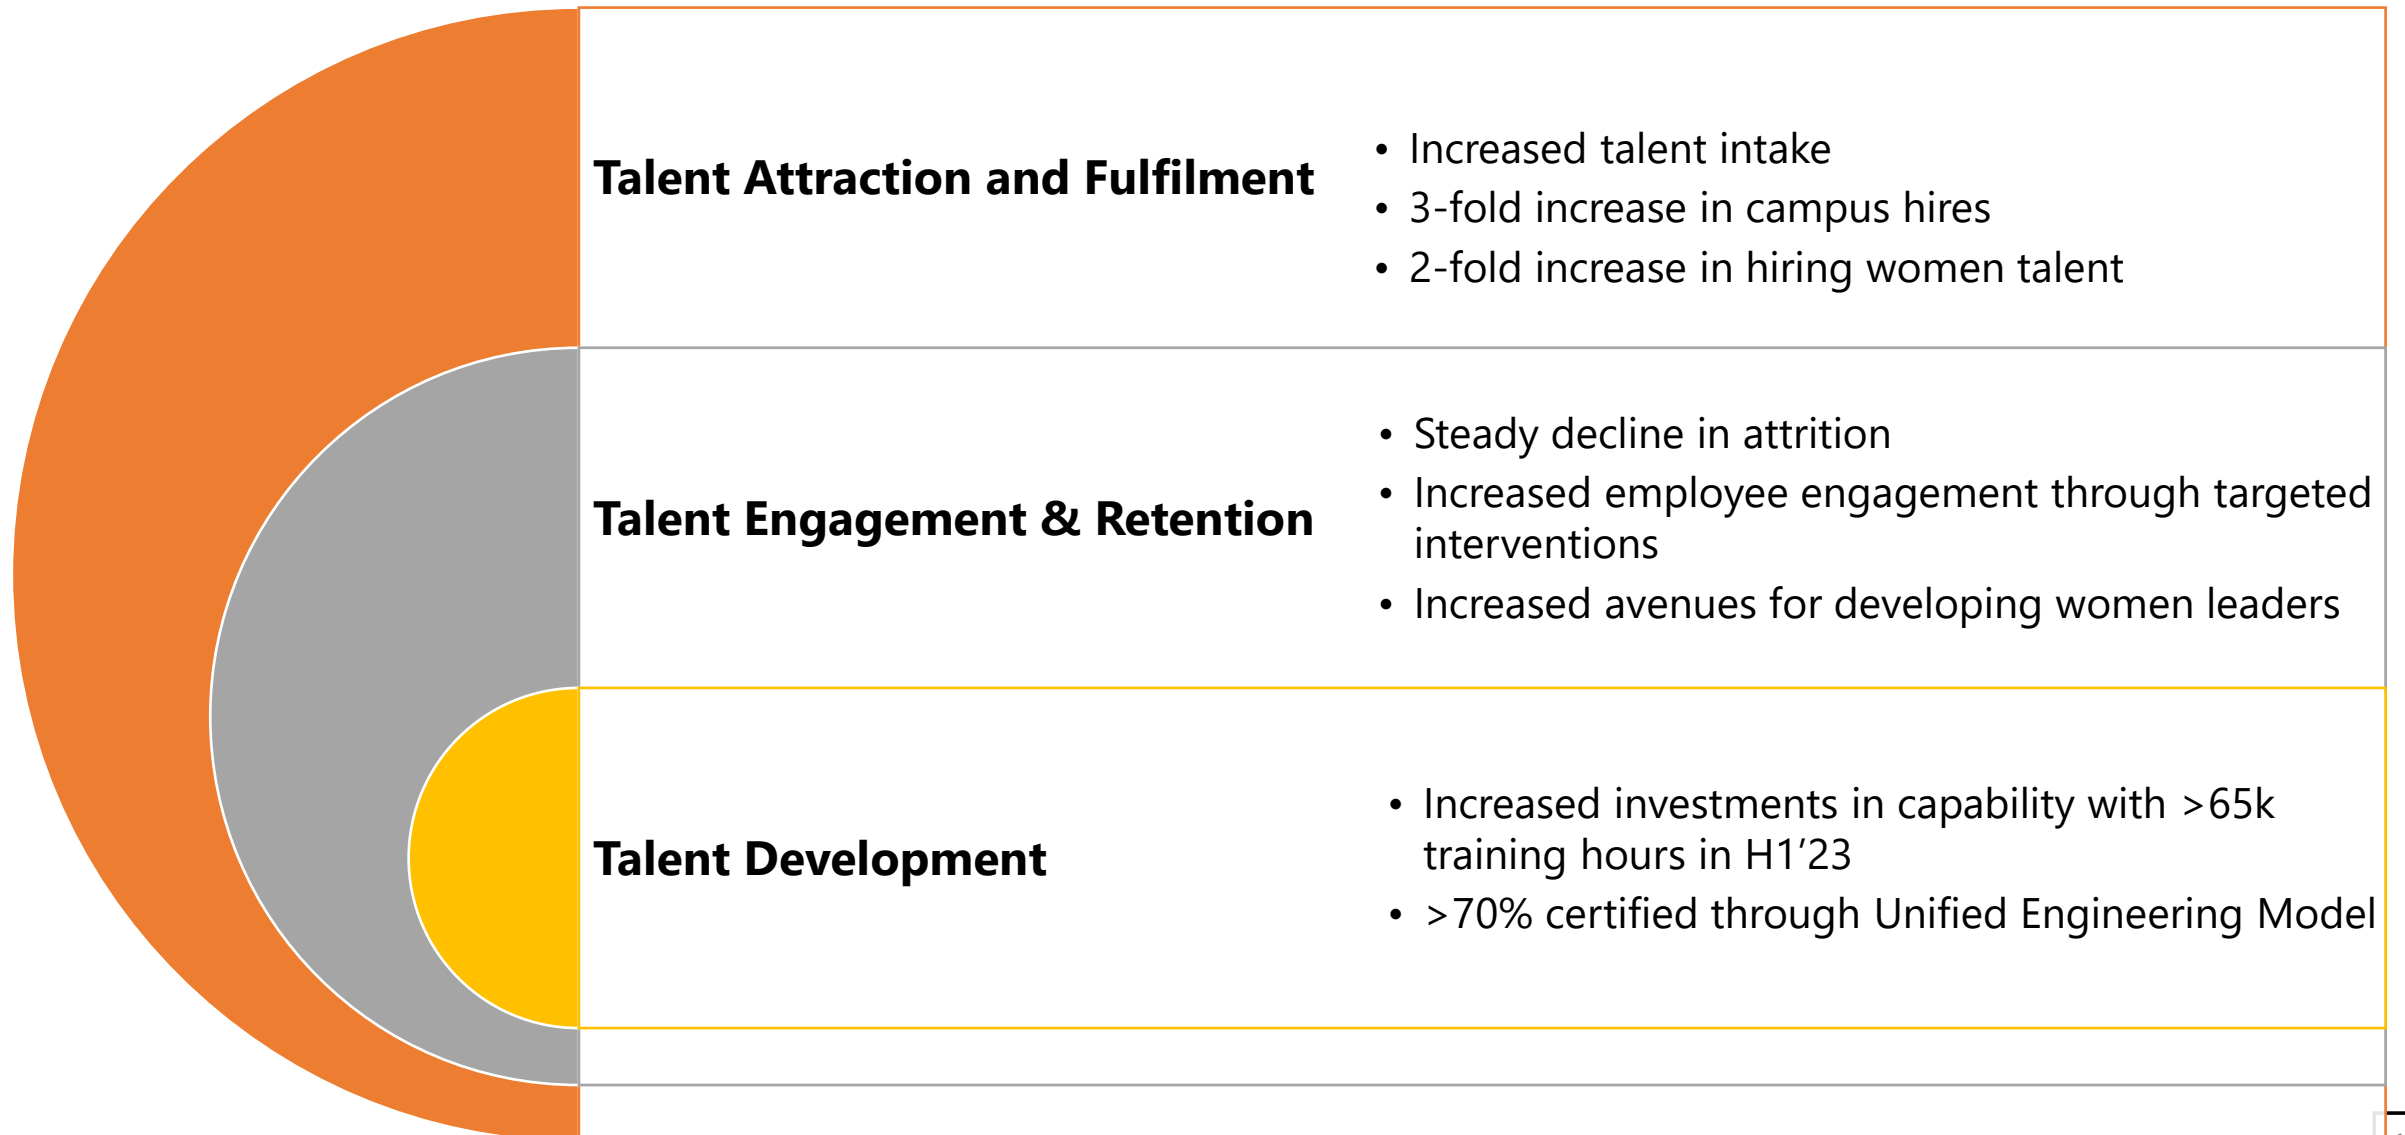 Talent Attraction and Fulfilment
• Increased talent intake
• 3-fold increase in campus hires
• 2-fold increase in hiring women talent
Talent Engagement & Retention
• Steady decline in attrition
• Increased employee engagement through targeted
interventions
• Increased avenues for developing women leaders
Talent Development
• Increased investments in capability with >65k
training hours in H1’23
• >70% certified through Unified Engineering Model